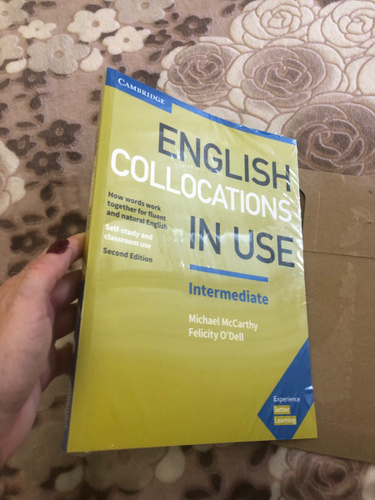 CAMBRIDGE
ENGLISH
COLLOCATIONS
IN USE
How words work
together for fluent
and natural English
Self-study and
classroom use
Second Edition
Intermediate
Michael McCarthy
Felicity O'Dell
Experience
Better
Learning